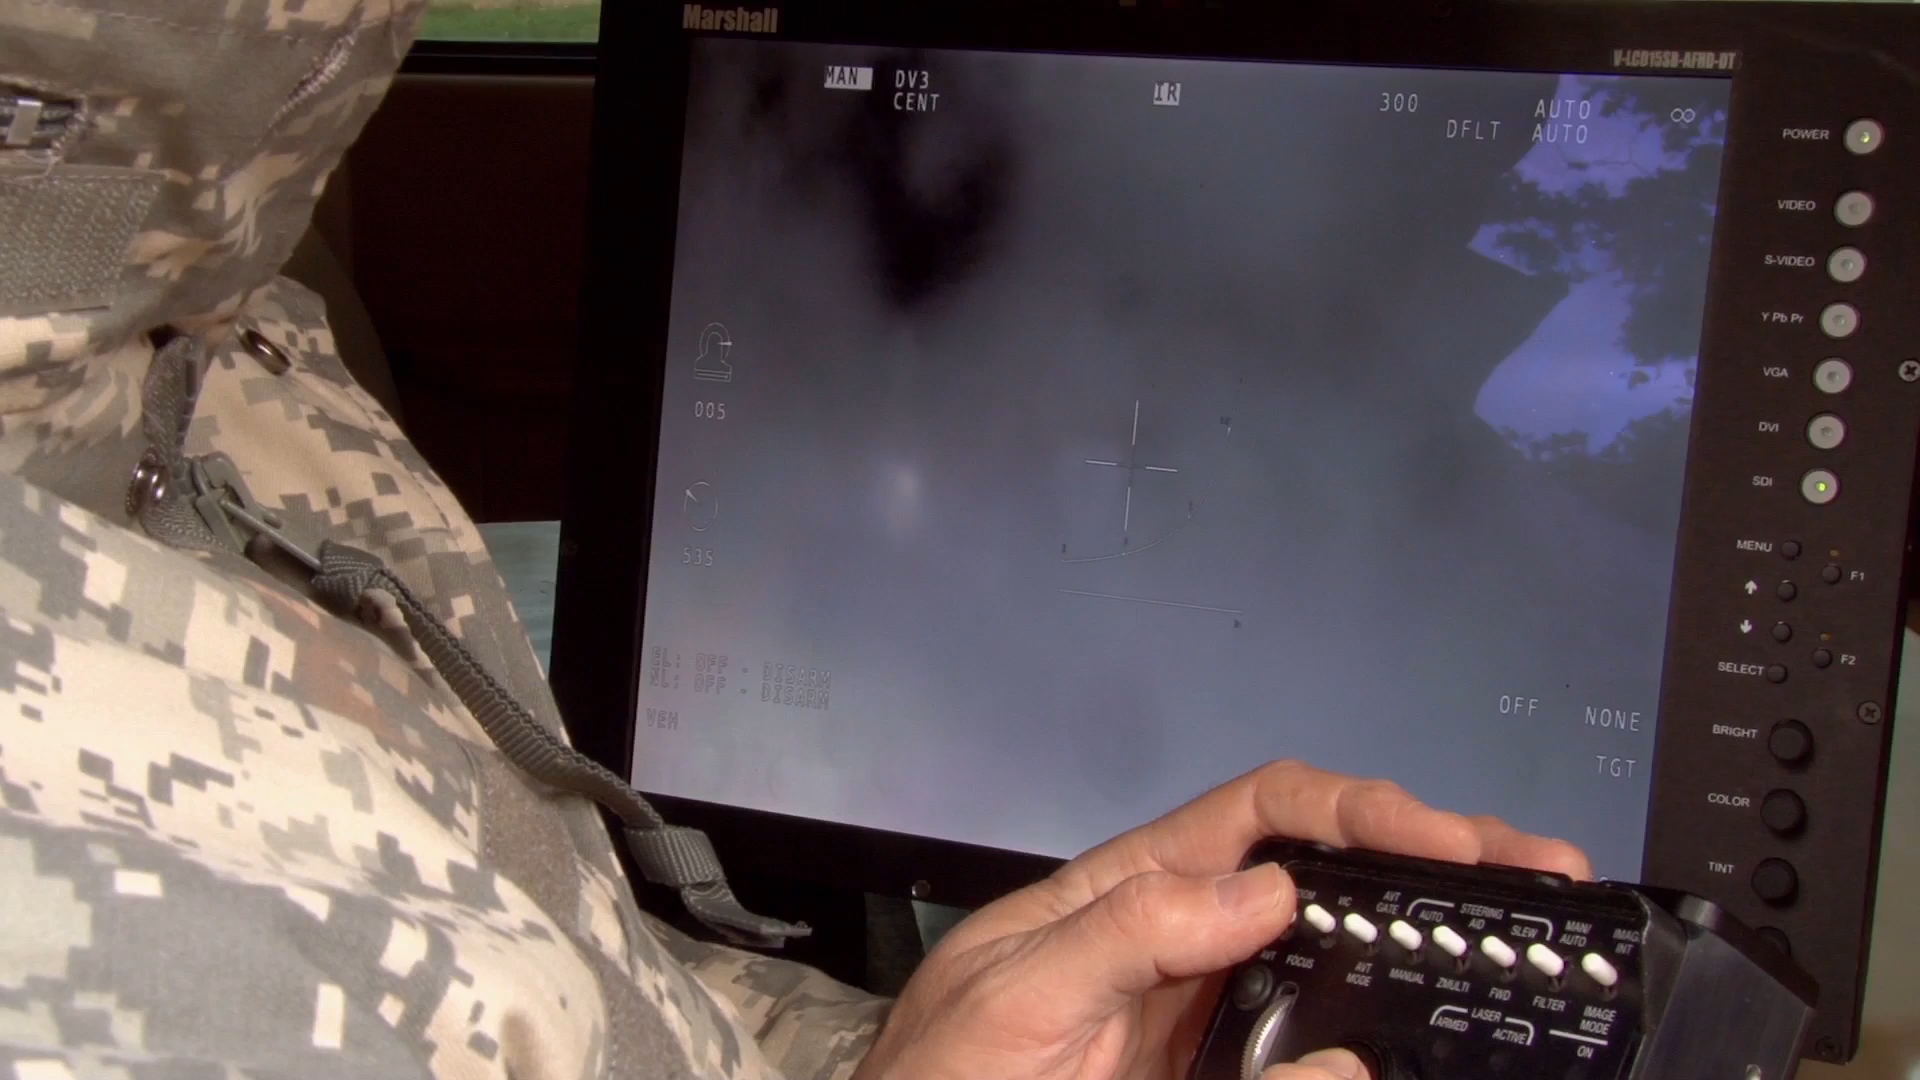 Marshall
V-LCD15SB-AFHD-DT
MAN DV3
CENT
IR
300
AUTO
DFLT AUTO
∞
005
535
OFF · DISARM
OFF · DISARM
VEH
OFF NONE
TGT
POWER
VIDEO
S-VIDEO
Y Pb Pr
VGA
DVI
SDI
MENU
F1
F2
SELECT
BRIGHT
COLOR
TINT
AVT
GATE
STEERING
AUTO AID SLEW
MAN/
AUTO
INT
AVT FOCUS
AVT
MODE
MANUAL
ZMULTI
FWD
FILTER
IMAGE
MODE
LASER
ARMED ACTIVE
ON